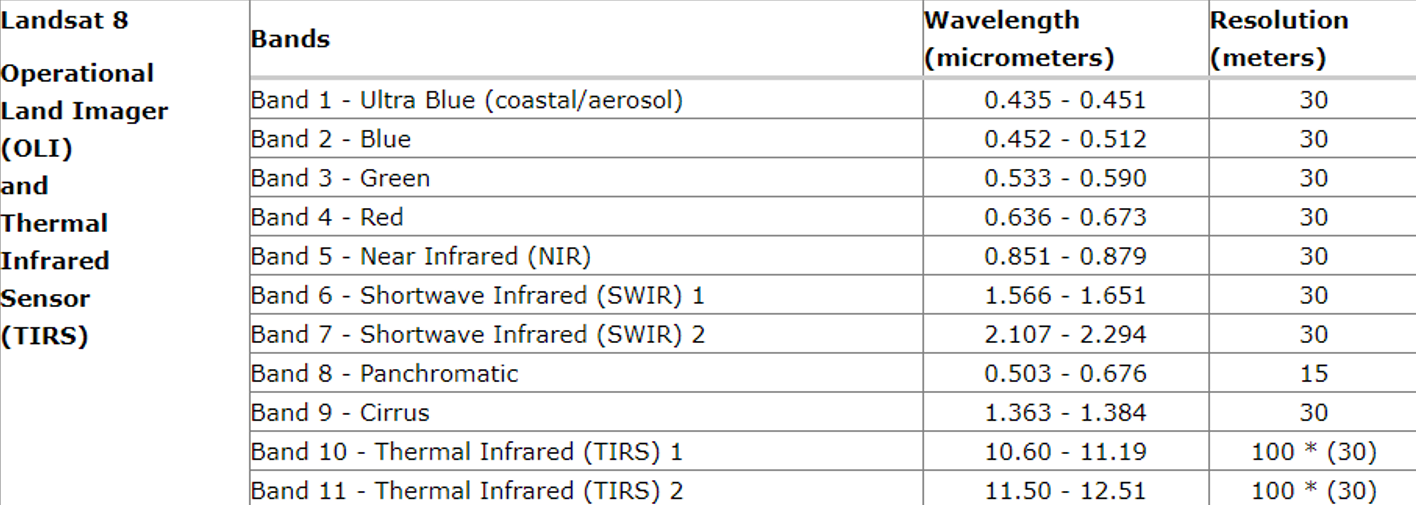 Landsat 8
Operational
Land Imager
(OLI)
and
Thermal
Infrared
Sensor
(TIRS)
Bands
Wavelength
(micrometers)
Resolution
(meters)
Band 1 - Ultra Blue (coastal/aerosol) 0.435 - 0.451 30
Band 2 - Blue 0.452 - 0.512 30
Band 3 - Green 0.533 - 0.590 30
Band 4 - Red 0.636 - 0.673 30
Band 5 - Near Infrared (NIR) 0.851 - 0.879 30
Band 6 - Shortwave Infrared (SWIR) 1 1.566 - 1.651 30
Band 7 - Shortwave Infrared (SWIR) 2 2.107 - 2.294 30
Band 8 - Panchromatic 0.503 - 0.676 15
Band 9 - Cirrus 1.363 - 1.384 30
Band 10 - Thermal Infrared (TIRS) 1 10.60 - 11.19 100 * (30)
Band 11 - Thermal Infrared (TIRS) 2 11.50 - 12.51 100 * (30)